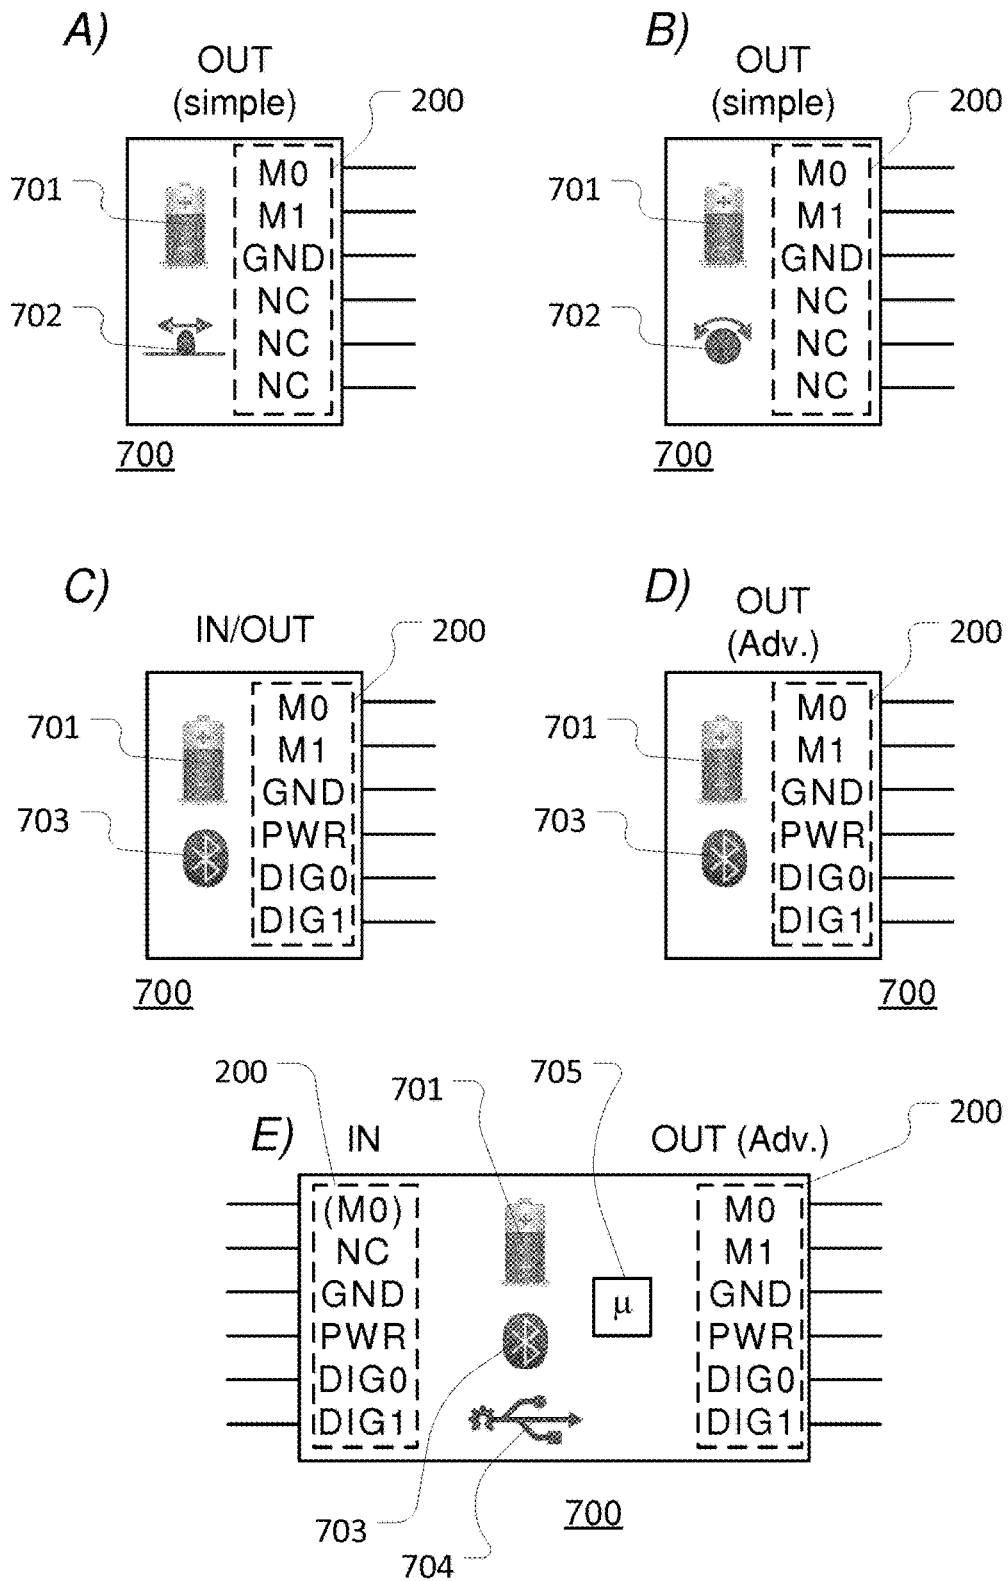 A)
OUT
(simple)
200
701
M0
M1
GND
702
NC
NC
NC
700
B)
OUT
(simple)
200
701
M0
M1
GND
702
NC
NC
NC
700
C)
IN/OUT
200
701
M0
M1
GND
703
PWR
DIG0
DIG1
700
D)
OUT
(Adv.)
200
701
M0
M1
GND
703
PWR
DIG0
DIG1
700
E)
200
701
705
200
IN
OUT (Adv.)
(M0)
NC
GND
PWR
DIG0
DIG1
μ
M0
M1
GND
PWR
DIG0
DIG1
703
704
700